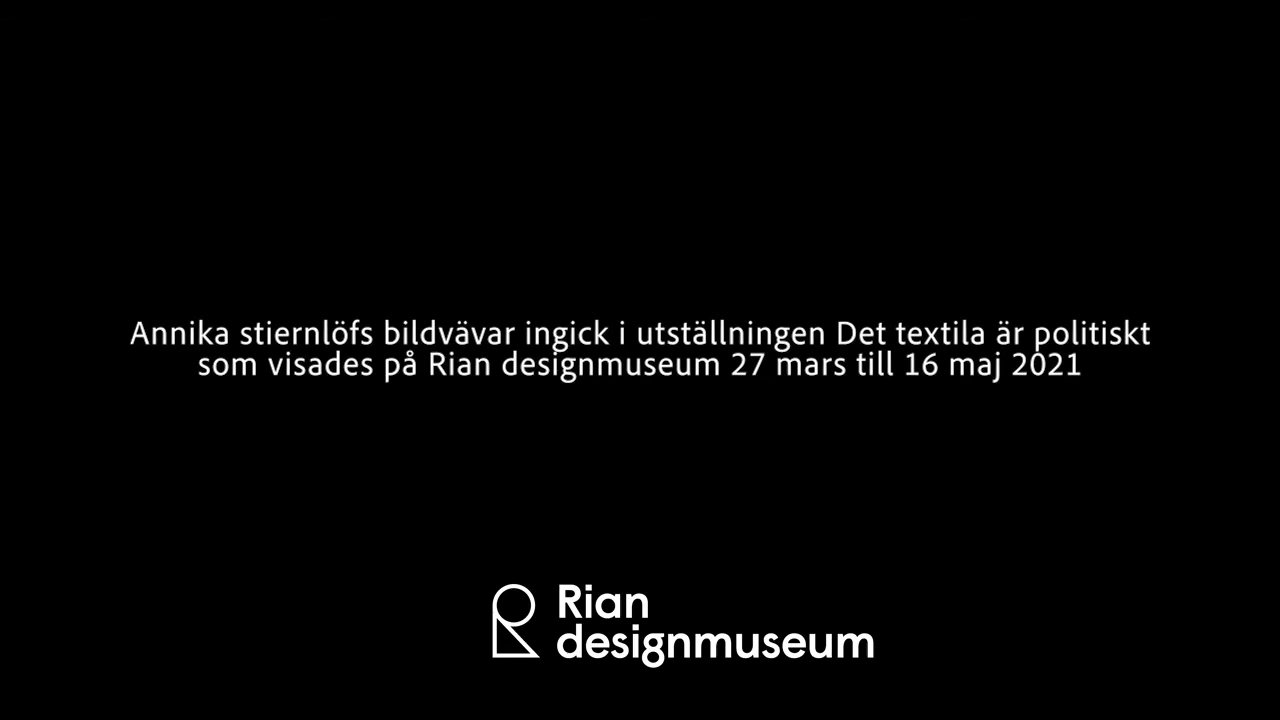 Annika stiernlöfs bildvävar ingick i utställningen Det textila är politiskt
som visades på Rian designmuseum 27 mars till 16 maj 2021
Rian
designmuseum